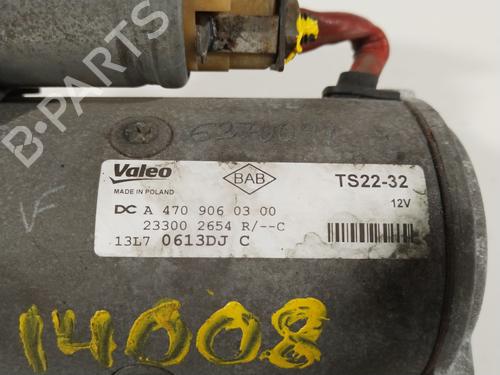 Valeo
MADE IN POLAND
BAB
TS22-32
12V
DC A 470 906 03 00
23300 2654 R/--C
13L7 0613DJ C
14008
B-PARTS